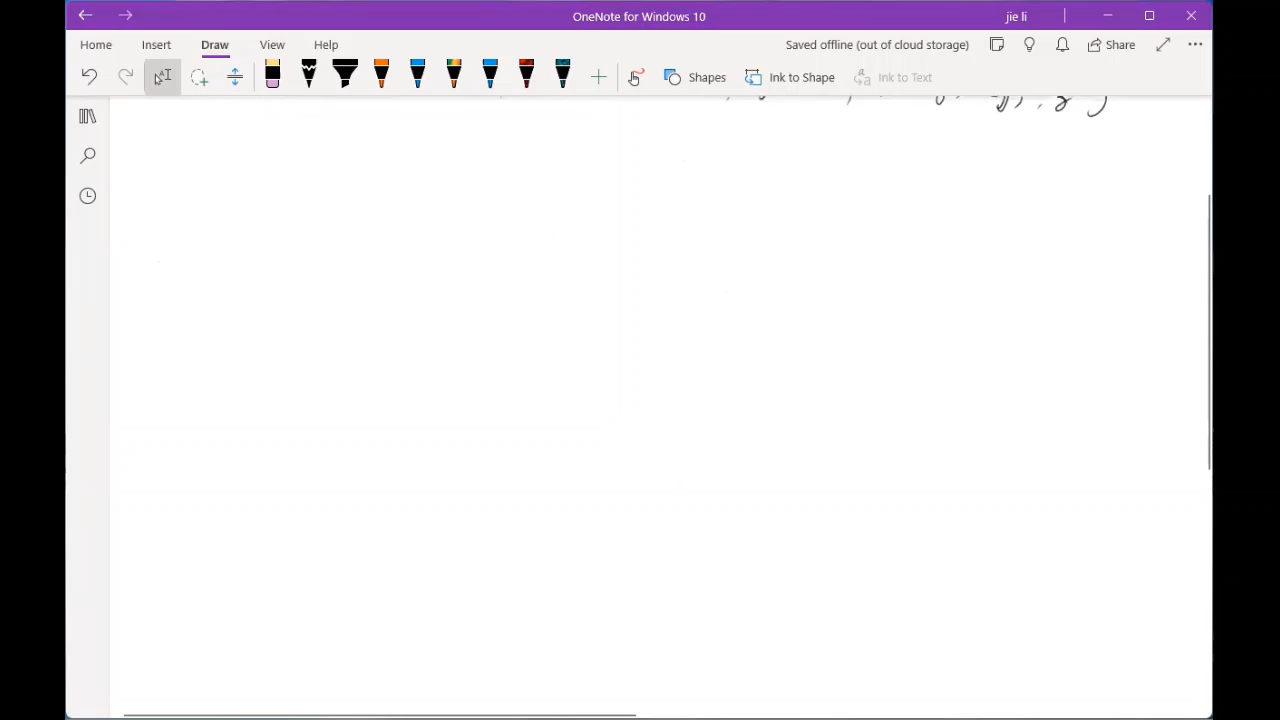 OneNote for Windows 10
jie li
Home Insert Draw View Help
Saved offline (out of cloud storage)
Share
Shapes
Ink to Shape
Ink to Text